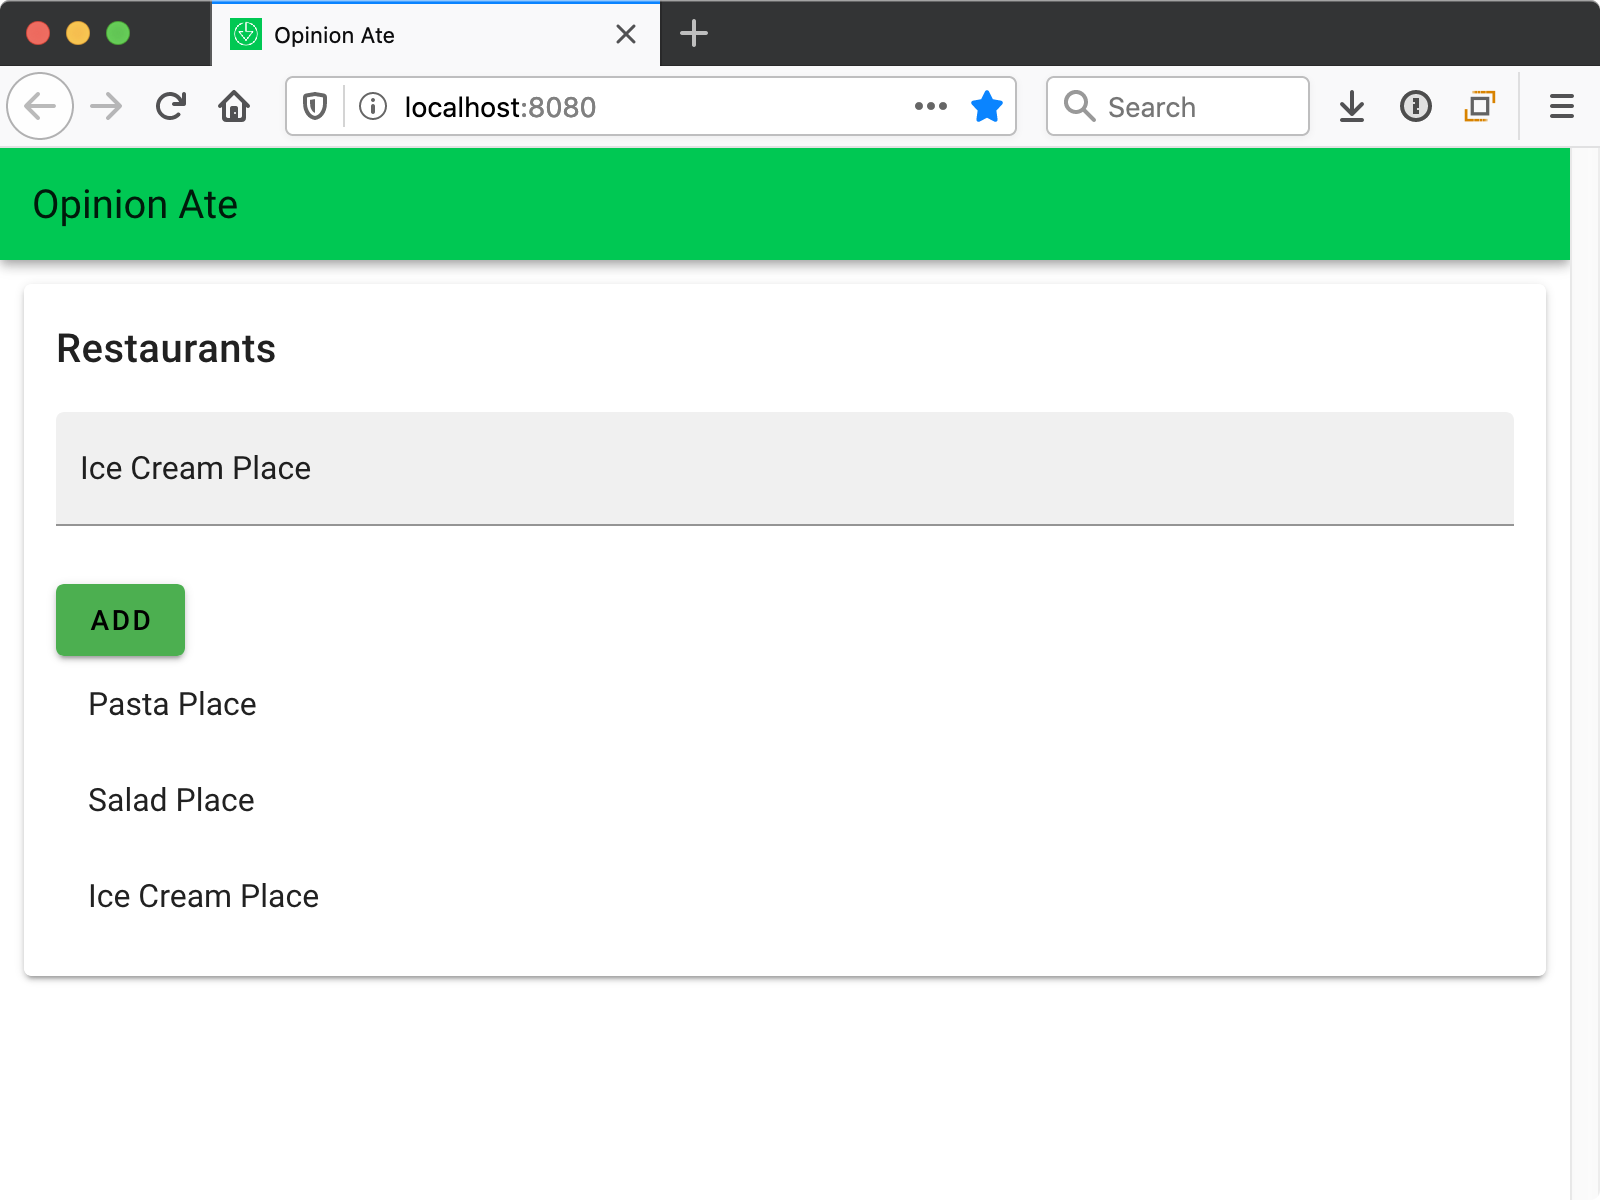 Opinion Ate
localhost:8080
Search
Opinion Ate
Restaurants
Ice Cream Place
ADD
Pasta Place
Salad Place
Ice Cream Place